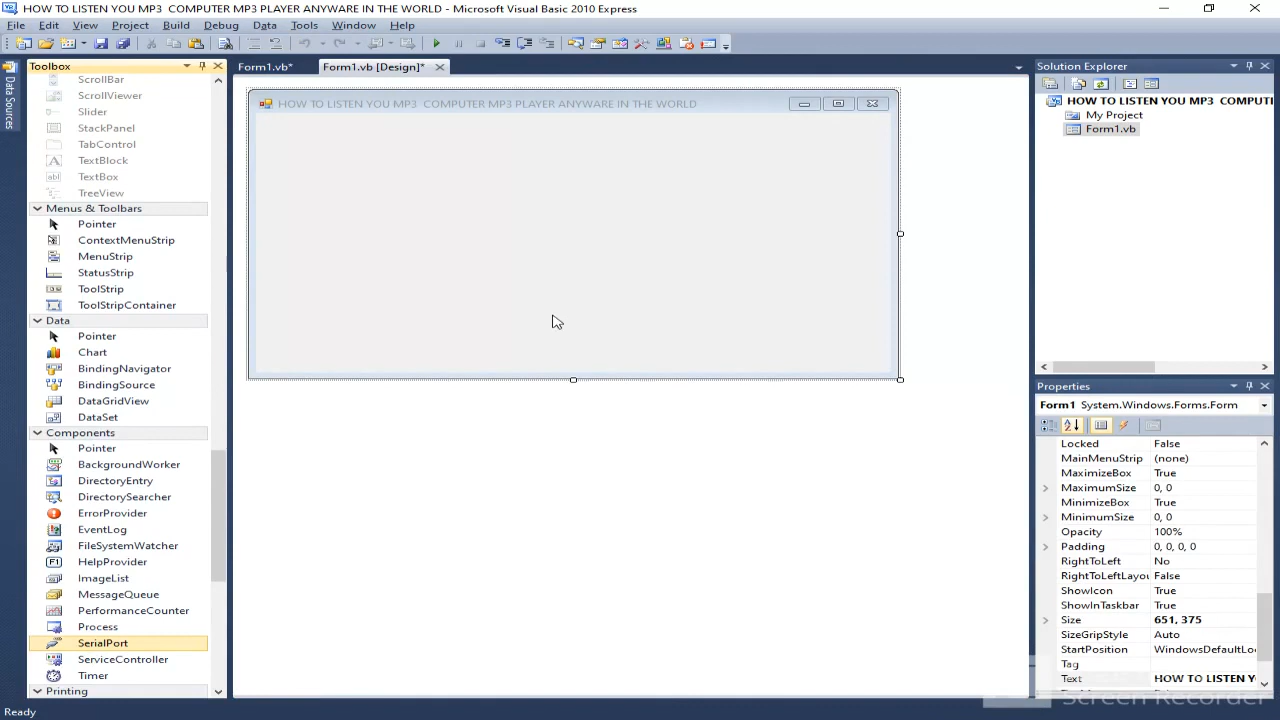 HOW TO LISTEN YOU MP3  COMPUTER MP3 PLAYER ANYWARE IN THE WORLD - Microsoft Visual Basic 2010 Express
File Edit View Project Build Debug Data Tools Window Help
Data Sources
Toolbox
ScrollBar
ScrollViewer
Slider
StackPanel
TabControl
TextBlock
TextBox
TreeView
Menus & Toolbars
Pointer
ContextMenuStrip
MenuStrip
StatusStrip
ToolStrip
ToolStripContainer
Data
Pointer
Chart
BindingNavigator
BindingSource
DataGridView
DataSet
Components
Pointer
BackgroundWorker
DirectoryEntry
DirectorySearcher
ErrorProvider
EventLog
FileSystemWatcher
HelpProvider
ImageList
MessageQueue
PerformanceCounter
Process
SerialPort
ServiceController
Timer
Printing
Form1.vb* Form1.vb [Design]*
HOW TO LISTEN YOU MP3  COMPUTER MP3 PLAYER ANYWARE IN THE WORLD
Solution Explorer
HOW TO LISTEN YOU MP3  COMPUTI
My Project
Form1.vb
Properties
Form1 System.Windows.Forms.Form
Locked False
MainMenuStrip (none)
MaximizeBox True
MaximumSize 0, 0
MinimizeBox True
MinimumSize 0, 0
Opacity 100%
Padding 0, 0, 0, 0
RightToLeft No
RightToLeftLayou False
ShowIcon True
ShowInTaskbar True
Size 651, 375
SizeGripStyle Auto
StartPosition WindowsDefaultLo
Tag
Text HOW TO LISTEN Y
Screen Recorder
Ready